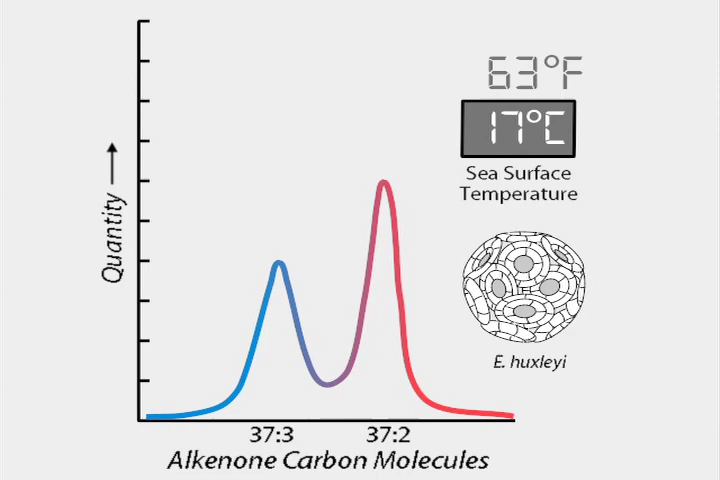 63°F
17°C
Sea Surface
Temperature
Quantity
E. huxleyi
37:3 37:2
Alkenone Carbon Molecules